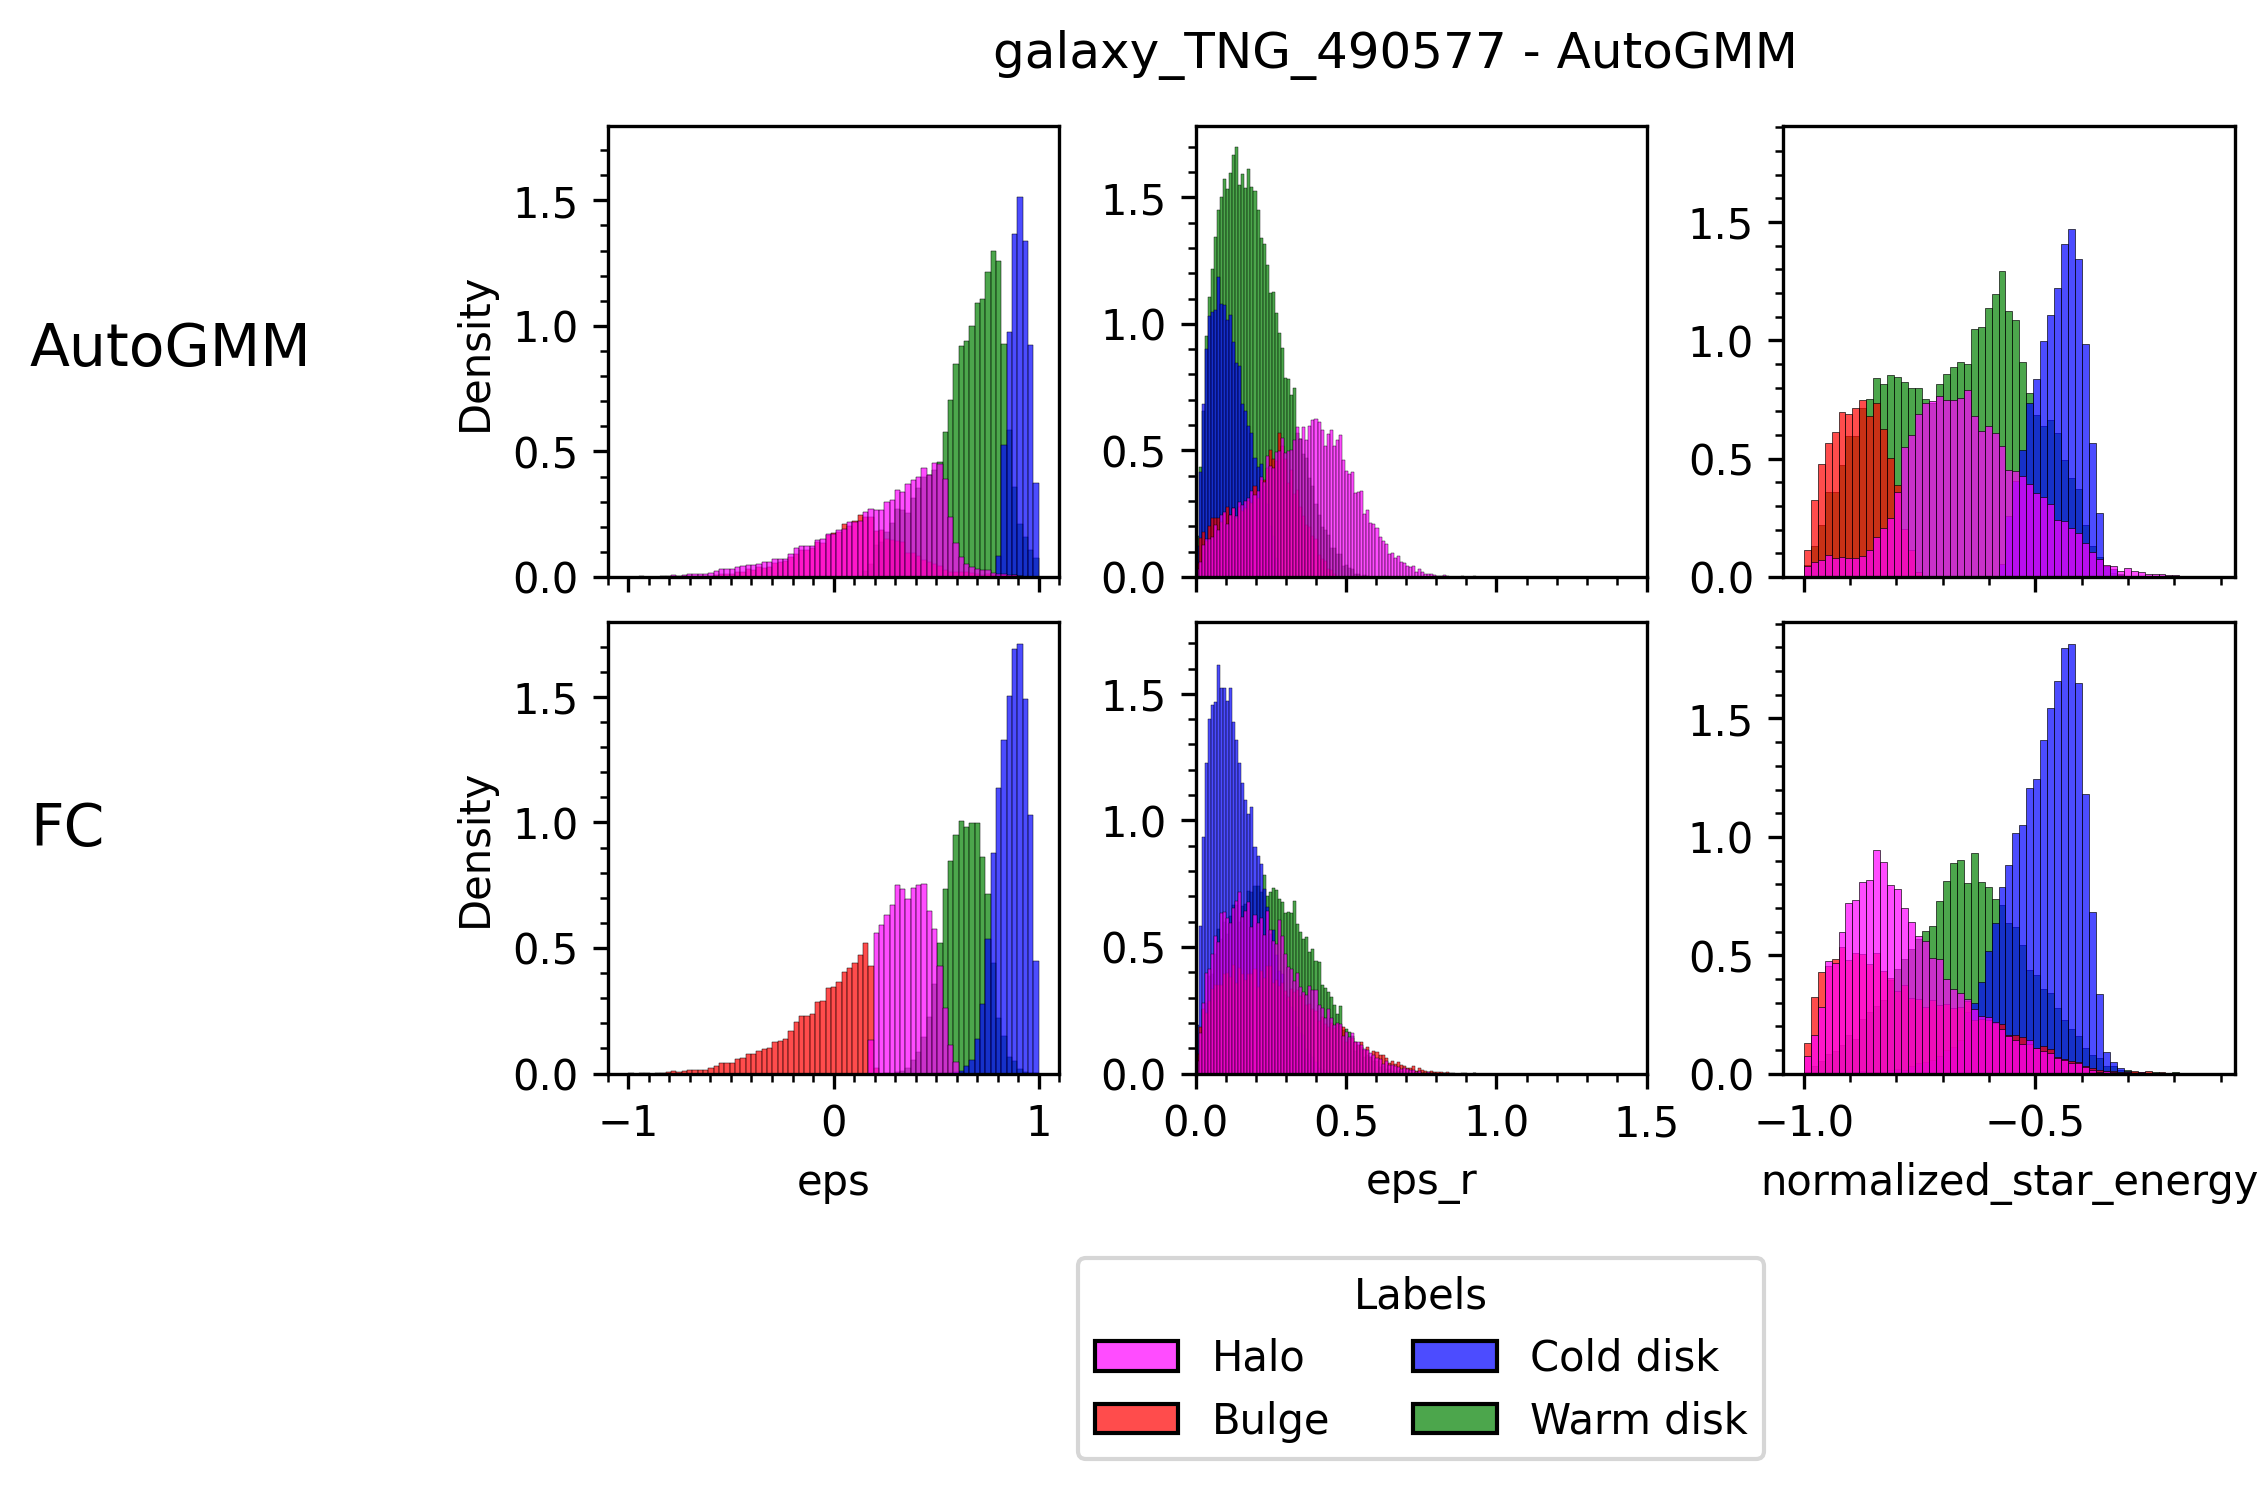 galaxy_TNG_490577 - AutoGMM
AutoGMM
Density
1.5
1.0
0.5
0.0
1.5
1.0
0.5
0.0
1.5
1.0
0.5
0.0
FC
Density
1.5
1.0
0.5
0.0
1.5
1.0
0.5
0.0
1.5
1.0
0.5
0.0
−1 0 1
0.0 0.5 1.0 1.5
−1.0 −0.5
eps
eps_r
normalized_star_energy
Labels
Halo
Bulge
Cold disk
Warm disk